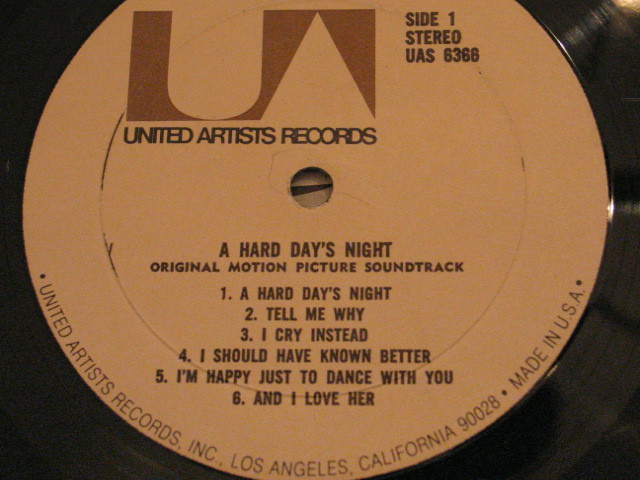 UA
SIDE 1
STEREO
UAS 6366
UNITED ARTISTS RECORDS
A HARD DAY'S NIGHT
ORIGINAL MOTION PICTURE SOUNDTRACK
1. A HARD DAY'S NIGHT
2. TELL ME WHY
3. I CRY INSTEAD
4. I SHOULD HAVE KNOWN BETTER
5. I'M HAPPY JUST TO DANCE WITH YOU
6. AND I LOVE HER
• UNITED ARTISTS RECORDS, INC., LOS ANGELES, CALIFORNIA 90028 • MADE IN U.S.A. •